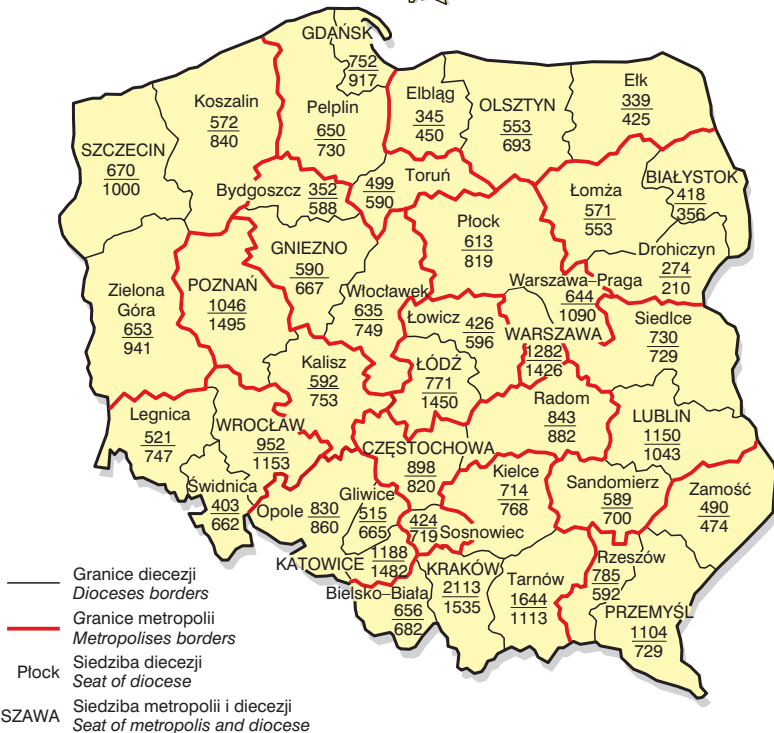 GDAŃSK
752
917
Koszalin
572
840
Pelplin
650
730
Elbląg
345
450
OLSZTYN
553
693
Ełk
339
425
SZCZECIN
670
1000
Bydgoszcz 352
588
Toruń
499
590
Łomża
571
553
BIAŁYSTOK
418
356
Płock
613
819
GNIEZNO
590
667
Drohiczyn
274
210
Zielona
Góra
653
941
POZNAŃ
1046
1495
Włocławek
635
749
Warszawa–Praga
644
1090
Łowicz 426
596
WARSZAWA
1282
1426
Siedlce
730
729
Kalisz
592
753
ŁÓDŹ
771
1450
Radom
843
882
LUBLIN
1150
1043
Legnica
521
747
WROCŁAW
952
1153
CZĘSTOCHOWA
898
820
Kielce
714
768
Sandomierz
589
700
Zamość
490
474
Świdnica
403
662
Opole 830
860
Gliwice
515
665
424
719 Sosnowiec
KATOWICE 1188
1482
KRAKÓW
2113
1535
Tarnów
1644
1113
Rzeszów
785
592
Bielsko–Biała
656
682
PRZEMYŚL
1104
729
Granice diecezji
Dioceses borders
Granice metropolii
Metropolises borders
Płock Siedziba diecezji
Seat of diocese
SZAWA Siedziba metropolii i diecezji
Seat of metropolis and diocese